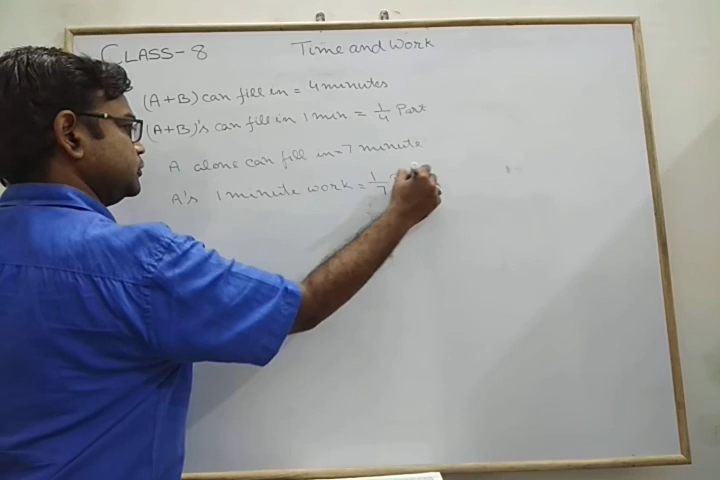 CLASS-8 Time and Work
(A+B) can fill in = 4 minutes
(A+B)'s can fill in 1 min = 1/4 Part
A alone can fill in = 7 minute
A's 1 minute work = 1/7